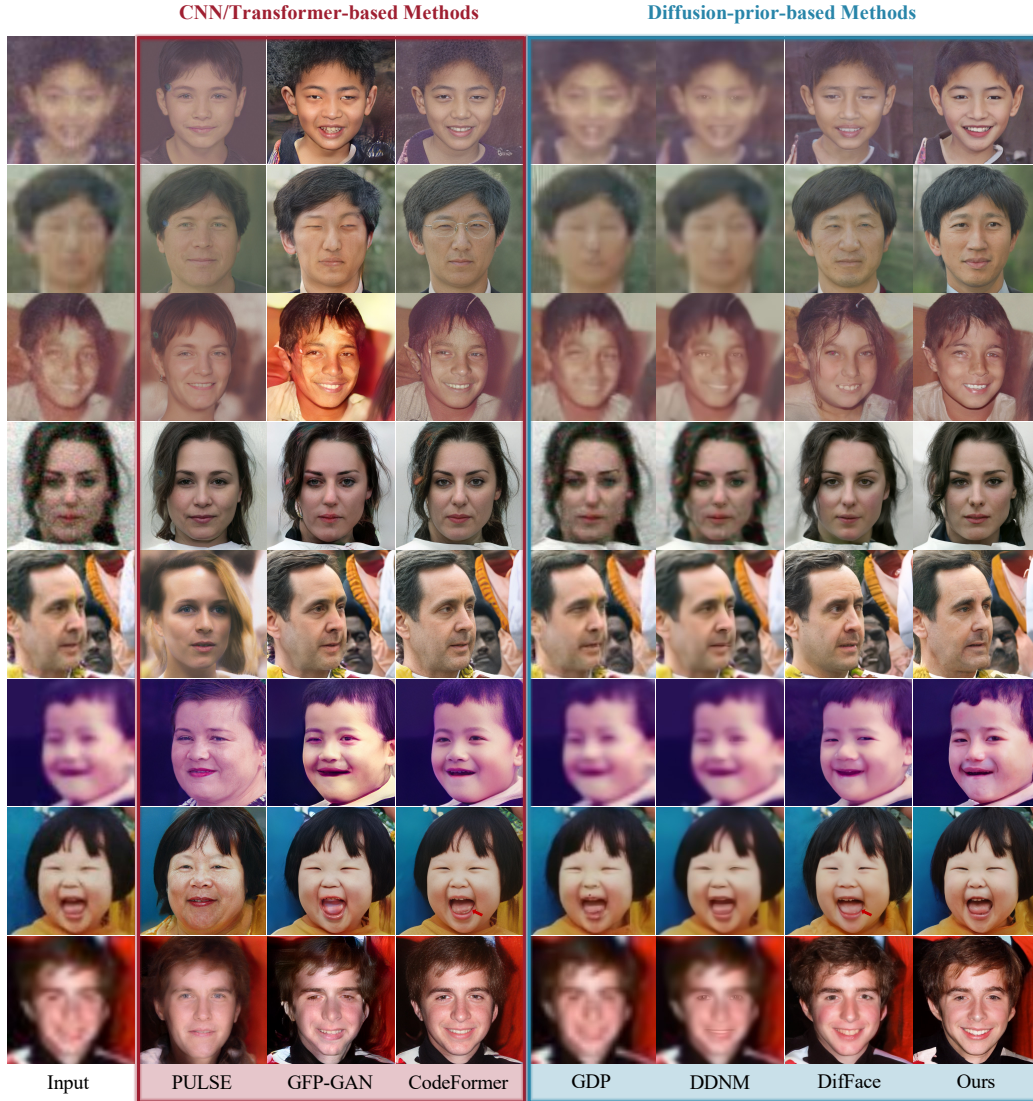 CNN/Transformer-based Methods
Diffusion-prior-based Methods
Input
PULSE
GFP-GAN
CodeFormer
GDP
DDNM
DifFace
Ours